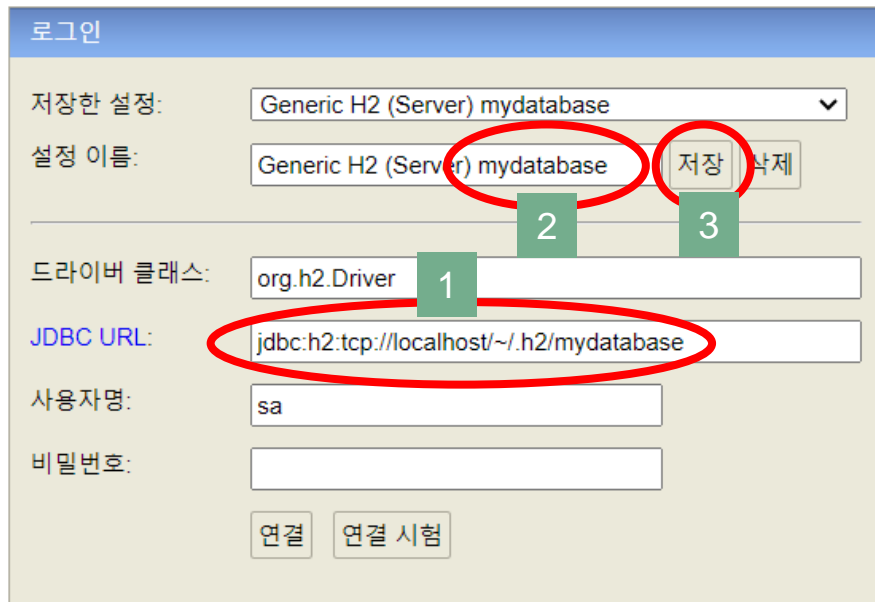 로그인
저장한 설정: Generic H2 (Server) mydatabase
설정 이름: Generic H2 (Server) mydatabase 저장 삭제
2 3
드라이버 클래스: org.h2.Driver 1
JDBC URL: jdbc:h2:tcp://localhost/~/.h2/mydatabase
사용자명: sa
비밀번호:
연결 연결 시험